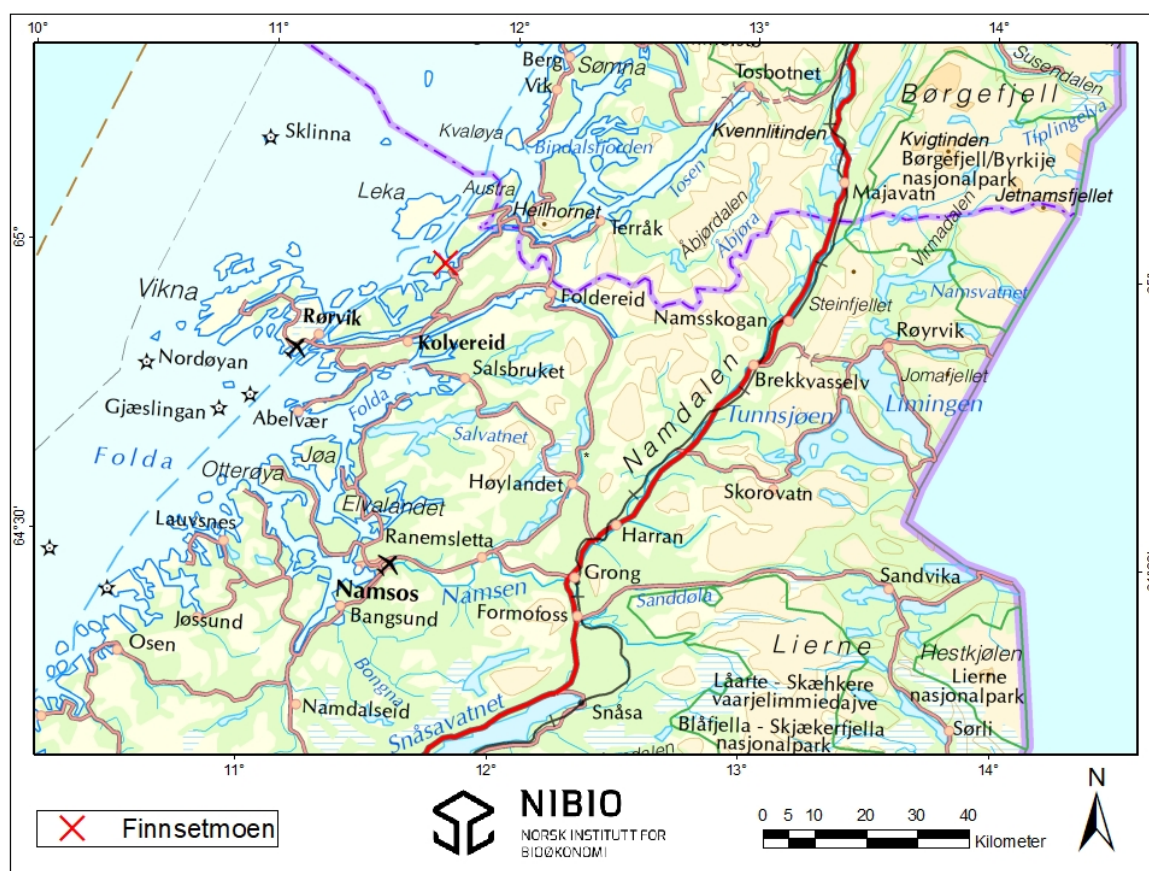 10°
11°
12°
13°
14°
Berg
Sømna
Vik
Tosbotnet
Susendalen
Børgefjell
Sklinna
Kvaløya
Bindalsfjorden
Kvennlitinden
Kvigtinden
Tiplingelva
Børgefjell/Byrkije
nasjonalpark
Tosen
Leka
Austra
Majavatn
Jetnamsfjellet
Heilhornet
Terråk
Åbjørdalen
Åbjøra
Virmadalen
65°
Vikna
Foldereid
Steinfjellet
Namsvatnet
Rørvik
Namsskogan
Røyrvik
Kolvereid
Nordøyan
Salsbruket
Brekkvasselv
Jomafjellet
Gjæslingan
Abelvær
Folda
Namdalen
Tunnsjøen
Limingen
Salvatnet
Folda
Jøa
Otterøya
Høylandet
Skorovatn
Elvalandet
Lauvsnes
64°30'
Ranemsletta
Harran
Grong
Sandvika
Namsos
Namsen
Sanddøla
Jøssund
Bangsund
Formofoss
Osen
Lierne
Hestkjølen
Bongna
Låarte - Skæhkere
vaarjelimmiedajve
Lierne
nasjonalpark
Namdalseid
Snåsavatnet
Snåsa
Blåfjella - Skjækerfjella
nasjonalpark
Sørli
11°
12°
13°
14°
Finnsetmoen
NIBIO
NORSK INSTITUTT FOR
BIOØKONOMI
0 5 10 20 30 40
Kilometer
N